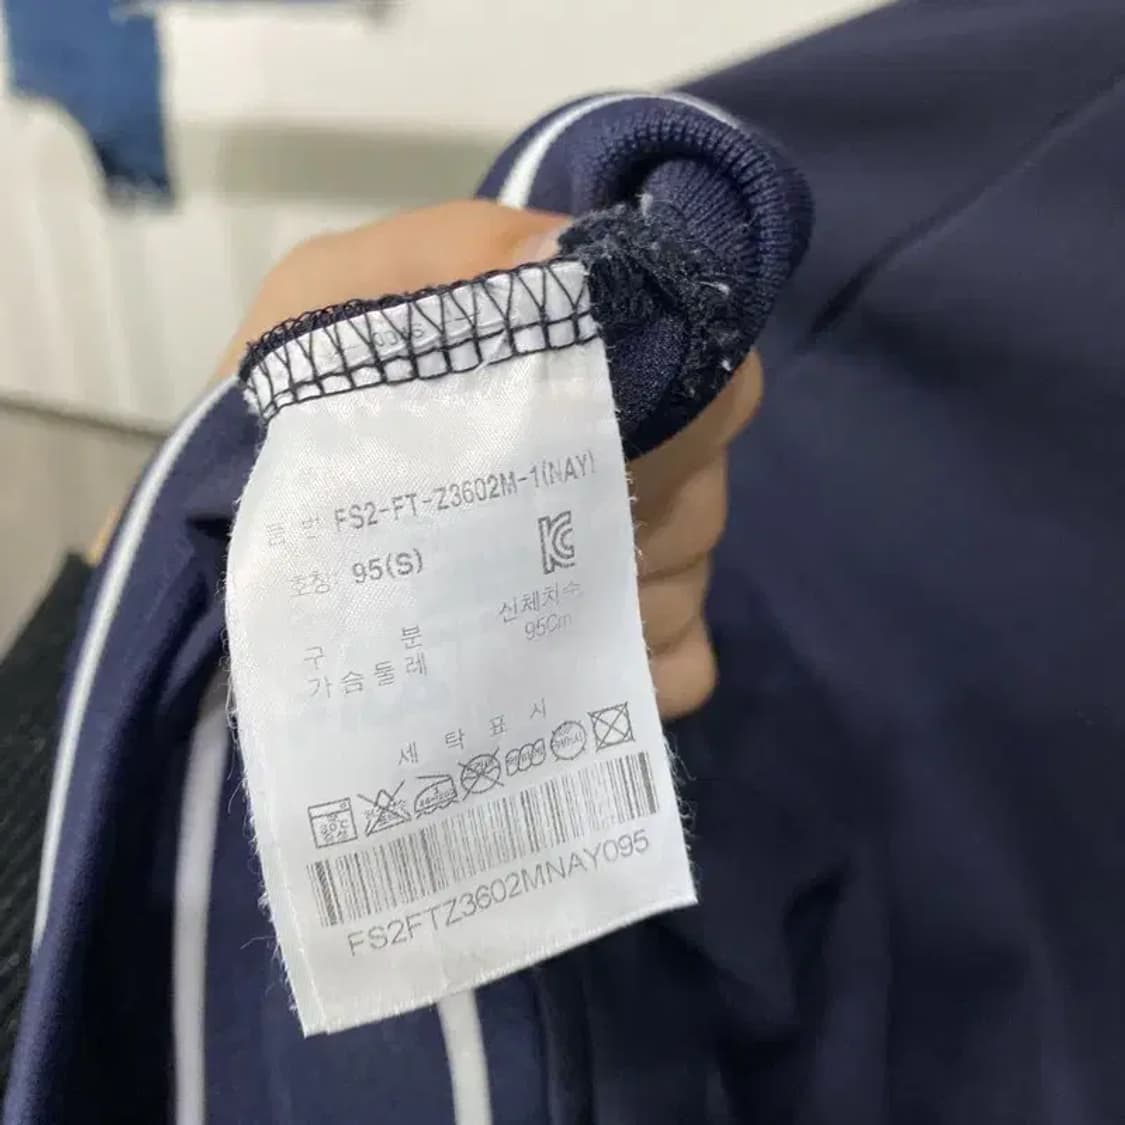 품 번 FS2-FT-Z3602M-1(NAY)
호칭 95(S)
구 분 신체치수
가슴둘레 95Cm
세 탁 표 시
FS2FTZ3602MNAY095